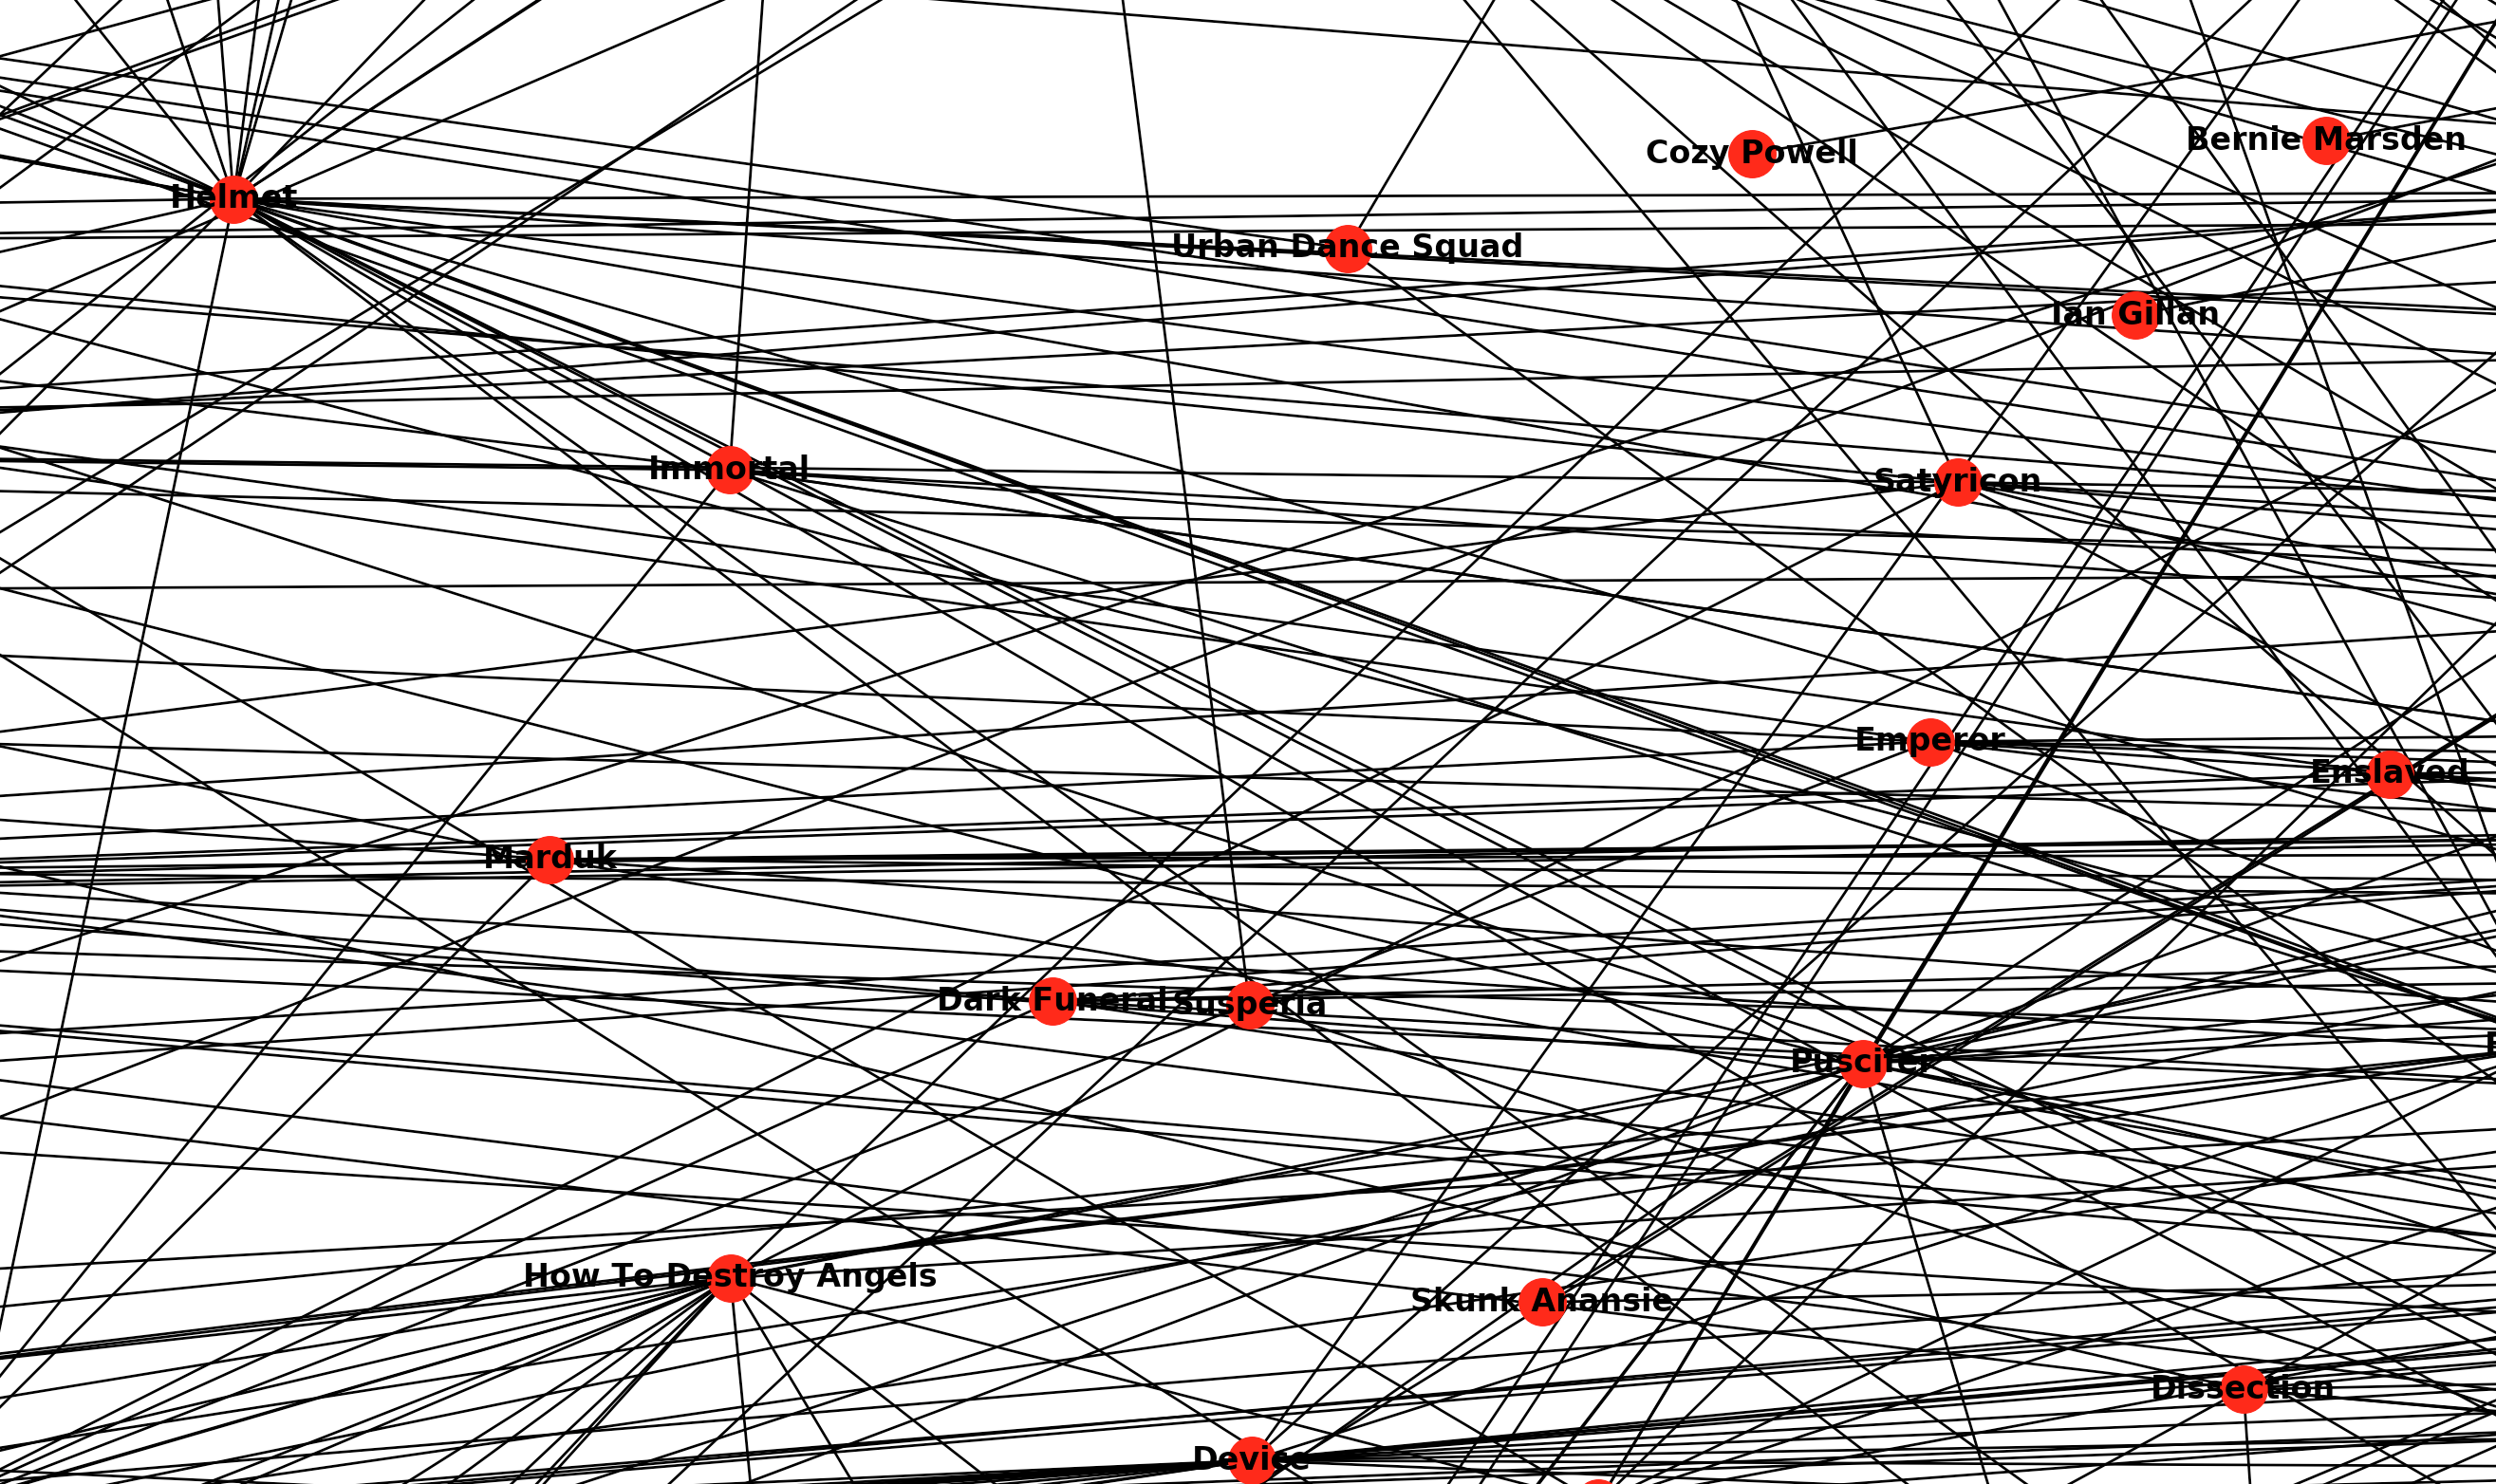 Cozy Powell
Bernie Marsden
Helmet
Urban Dance Squad
Ian Gillan
Immortal
Satyricon
Emperor
Enslaved
Marduk
Dark Funeral
Susperia
Puscifer
How To Destroy Angels
Skunk Anansie
Dissection
Device